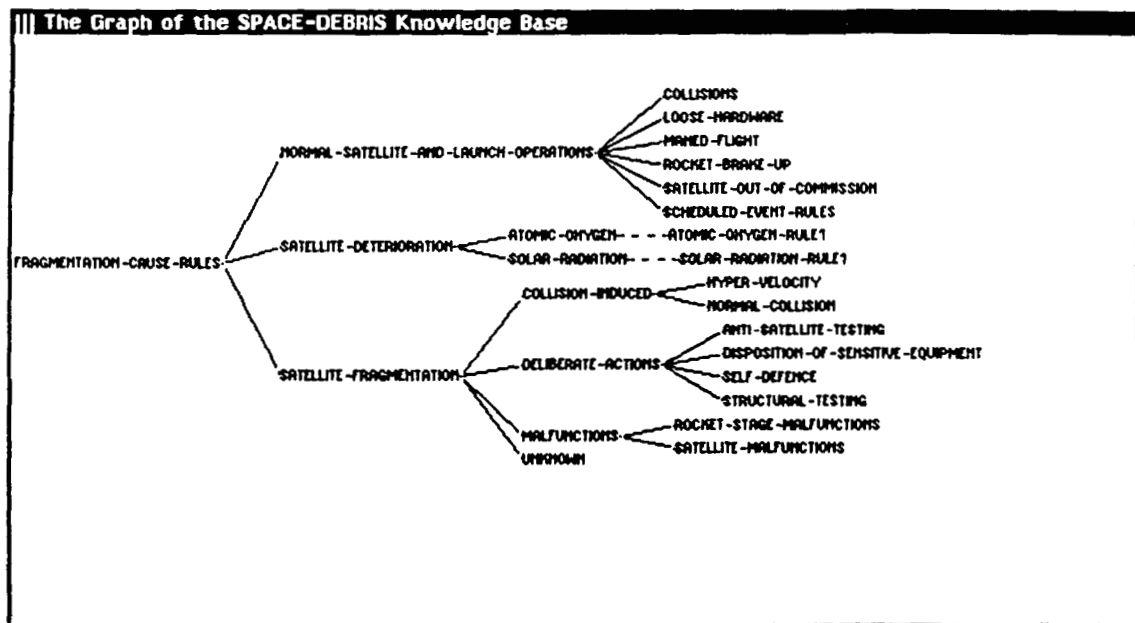 ||| The Graph of the SPACE-DEBRIS Knowledge Base
COLLISIONS
LOOSE-HARDWARE
NORMAL-SATELLITE-AND-LAUNCH-OPERATIONS
MANED-FLIGHT
ROCKET-BRAKE-UP
SATELLITE-OUT-OF-COMMISSION
SCHEDULED-EVENT-RULES
FRAGMENTATION-CAUSE-RULES
SATELLITE-DETERIORATION
ATOMIC-OXYGEN - - - ATOMIC-OXYGEN-RULE1
SOLAR-RADIATION - - - SOLAR-RADIATION-RULE1
COLLISION-INDUCED
HYPER-VELOCITY
NORMAL-COLLISION
SATELLITE-FRAGMENTATION
DELIBERATE-ACTIONS
ANTI-SATELLITE-TESTING
DISPOSITION-OF-SENSITIVE-EQUIPMENT
SELF-DEFENCE
STRUCTURAL-TESTING
MALFUNCTIONS
ROCKET-STAGE-MALFUNCTIONS
SATELLITE-MALFUNCTIONS
UNKNOWN